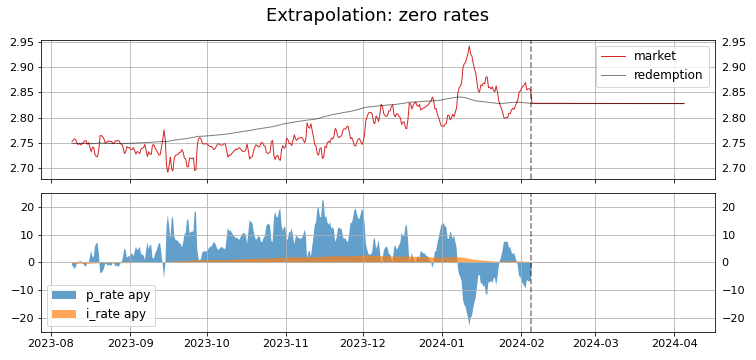 Extrapolation: zero rates
2.95 2.95
2.90 2.90
2.85 2.85
2.80 2.80
2.75 2.75
2.70 2.70
market
redemption
20 20
10 10
0 0
−10 −10
−20 −20
p_rate apy
i_rate apy
2023-08 2023-09 2023-10 2023-11 2023-12 2024-01 2024-02 2024-03 2024-04